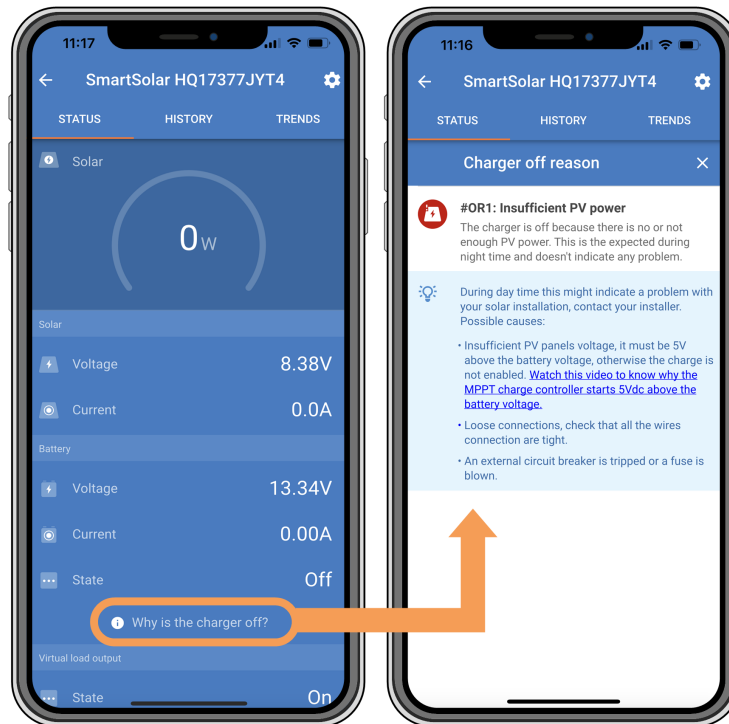 11:17
SmartSolar HQ17377JYT4
STATUS HISTORY TRENDS
Solar
0W
Solar
Voltage 8.38V
Current 0.0A
Battery
Voltage 13.34V
Current 0.00A
State Off
Why is the charger off?
Virtual load output
State On
11:16
SmartSolar HQ17377JYT4
STATUS HISTORY TRENDS
Charger off reason
#OR1: Insufficient PV power
The charger is off because there is no or not
enough PV power. This is the expected during
night time and doesn't indicate any problem.
During day time this might indicate a problem with
your solar installation, contact your installer.
Possible causes:
• Insufficient PV panels voltage, it must be 5V
above the battery voltage, otherwise the charge is
not enabled. Watch this video to know why the
MPPT charge controller starts 5Vdc above the
battery voltage.
• Loose connections, check that all the wires
connection are tight.
• An external circuit breaker is tripped or a fuse is
blown.